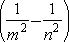 (1/m² − 1/n²)